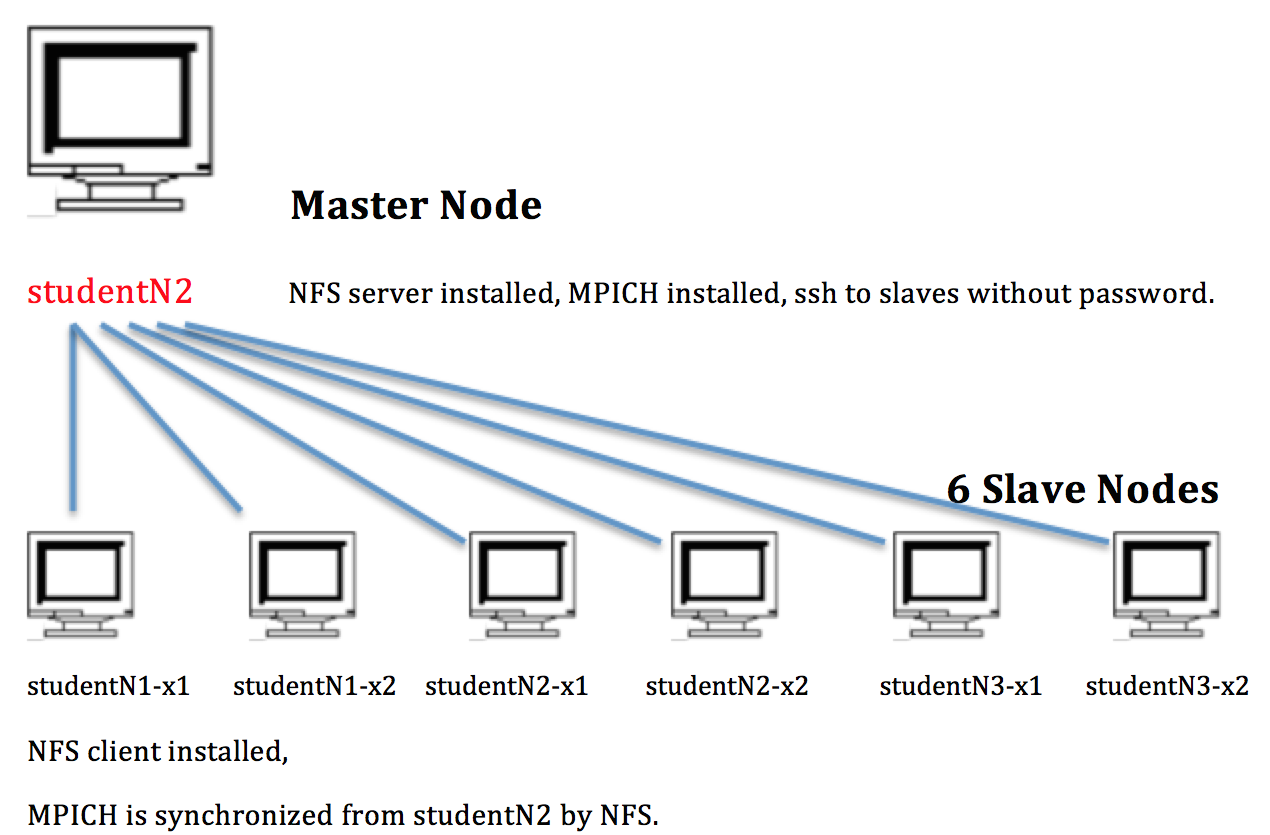 Master Node
studentN2
NFS server installed, MPICH installed, ssh to slaves without password.
6 Slave Nodes
studentN1-x1
studentN1-x2
studentN2-x1
studentN2-x2
studentN3-x1
studentN3-x2
NFS client installed,
MPICH is synchronized from studentN2 by NFS.